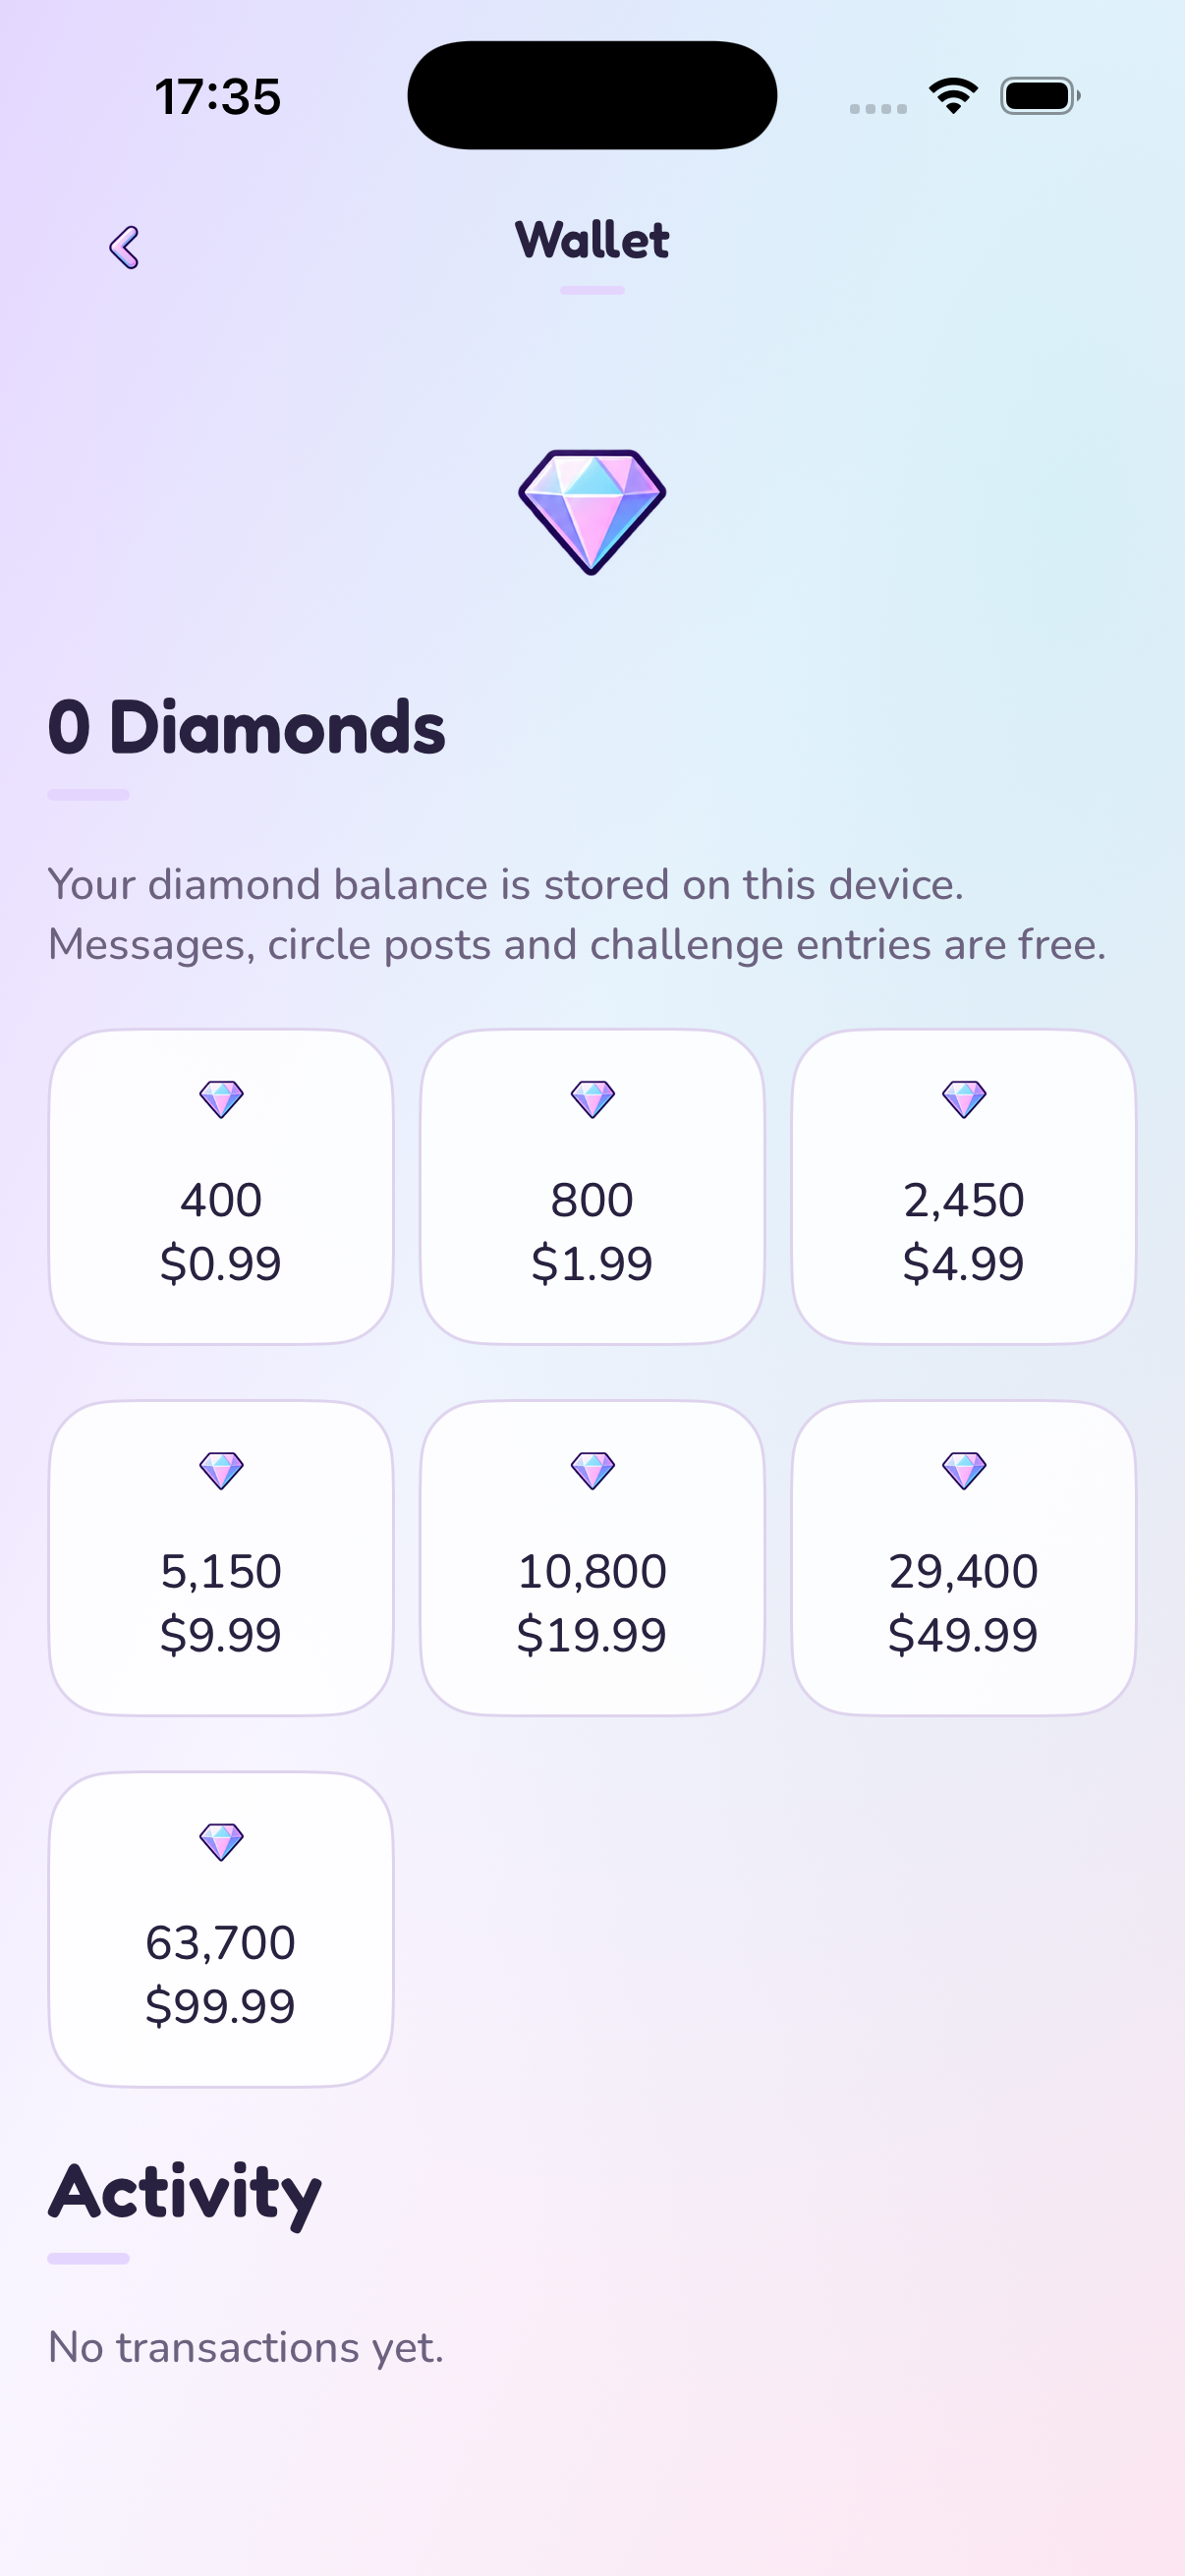 17:35
Wallet
0 Diamonds
Your diamond balance is stored on this device.
Messages, circle posts and challenge entries are free.
400
$0.99
800
$1.99
2,450
$4.99
5,150
$9.99
10,800
$19.99
29,400
$49.99
63,700
$99.99
Activity
No transactions yet.